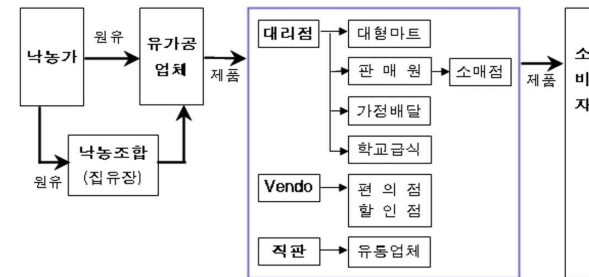 낙농가
원유
유가공
업체
제품
낙농조합
(집유장)
원유
대리점
대형마트
판 매 원
소매점
가정배달
학교급식
Vendo
편 의 점
할 인 점
직판
유통업체
제품
소
비
자